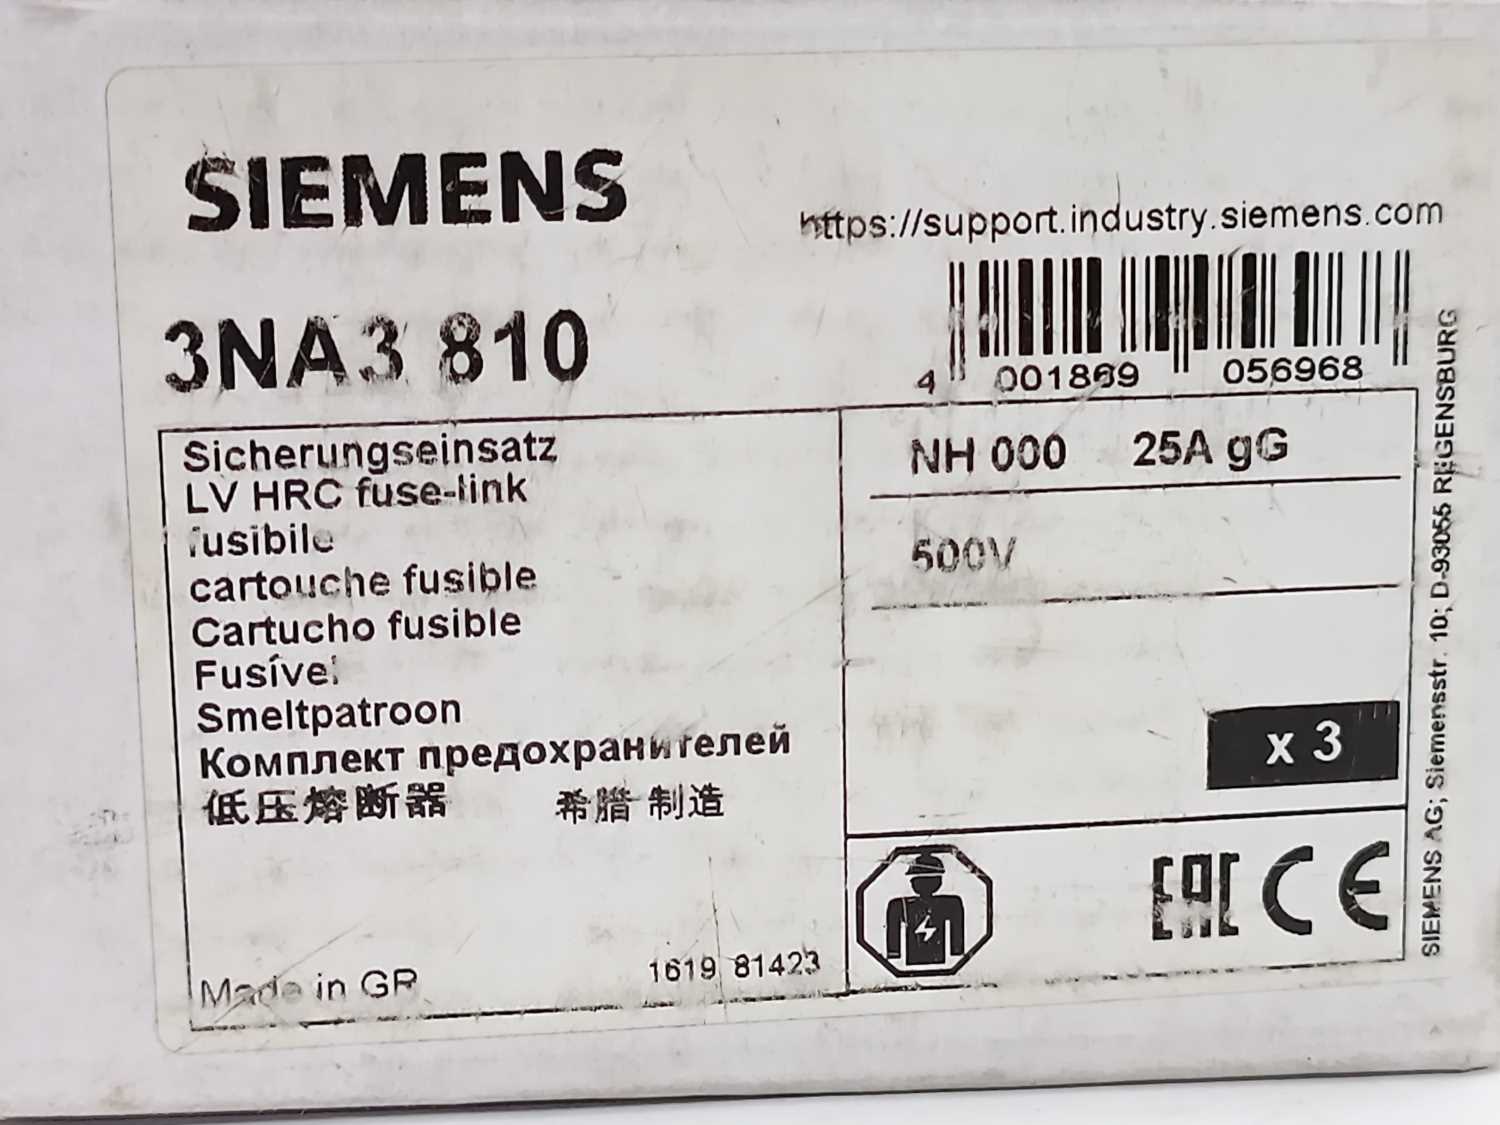 SIEMENS
https://support.industry.siemens.com
3NA3 810
4 001869 056968
Sicherungseinsatz
LV HRC fuse-link
fusibile
cartouche fusible
Cartucho fusible
Fusível
Smeltpatroon
Комплект предохранителей
低压熔断器 希腊 制造
Made in GR
1619 81423
NH 000 25A gG
500V
x 3
EAC CE
SIEMENS AG; Siemensstr. 10; D-93055 REGENSBURG